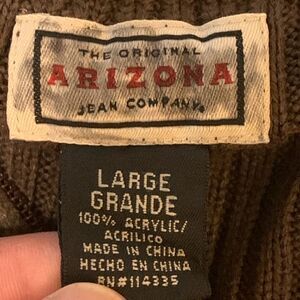 THE ORIGINAL
ARIZONA
JEAN COMPANY®
LARGE
GRANDE
100% ACRYLIC/
ACRILICO
MADE IN CHINA
HECHO EN CHINA
RN#114335